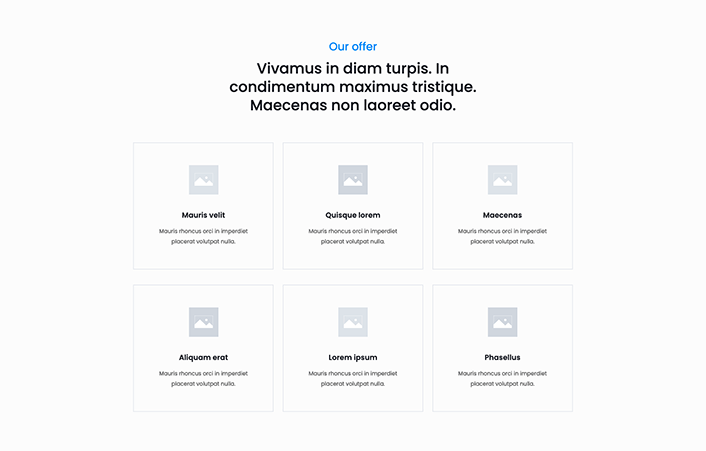 Our offer
Vivamus in diam turpis. In
condimentum maximus tristique.
Maecenas non laoreet odio.
Mauris velit
Mauris rhoncus orci in imperdiet
placerat volutpat nulla.
Quisque lorem
Mauris rhoncus orci in imperdiet
placerat volutpat nulla.
Maecenas
Mauris rhoncus orci in imperdiet
placerat volutpat nulla.
Aliquam erat
Mauris rhoncus orci in imperdiet
placerat volutpat nulla.
Lorem ipsum
Mauris rhoncus orci in imperdiet
placerat volutpat nulla.
Phasellus
Mauris rhoncus orci in imperdiet
placerat volutpat nulla.